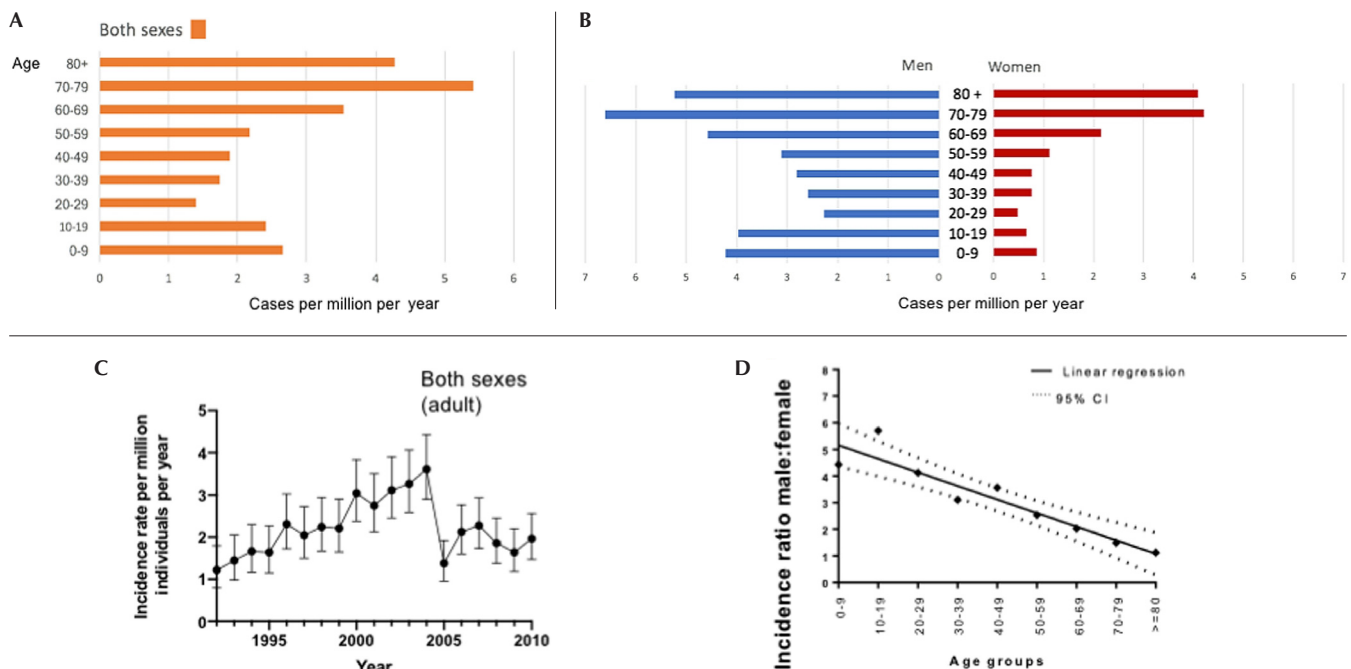 A
Both sexes
Age
80+
70-79
60-69
50-59
40-49
30-39
20-29
10-19
0-9
0 1 2 3 4 5 6
Cases per million per year
B
Men Women
80 +
70-79
60-69
50-59
40-49
30-39
20-29
10-19
0-9
7 6 5 4 3 2 1 0 0 1 2 3 4 5 6 7
Cases per million per year
C
Both sexes
(adult)
Incidence rate per million
individuals per year
5
4
3
2
1
0
1995 2000 2005 2010
Year
D
Linear regression
95% CI
Incidence ratio male:female
8
7
6
5
4
3
2
1
0
0-9 10-19 20-29 30-39 40-49 50-59 60-69 70-79 >=80
Age groups